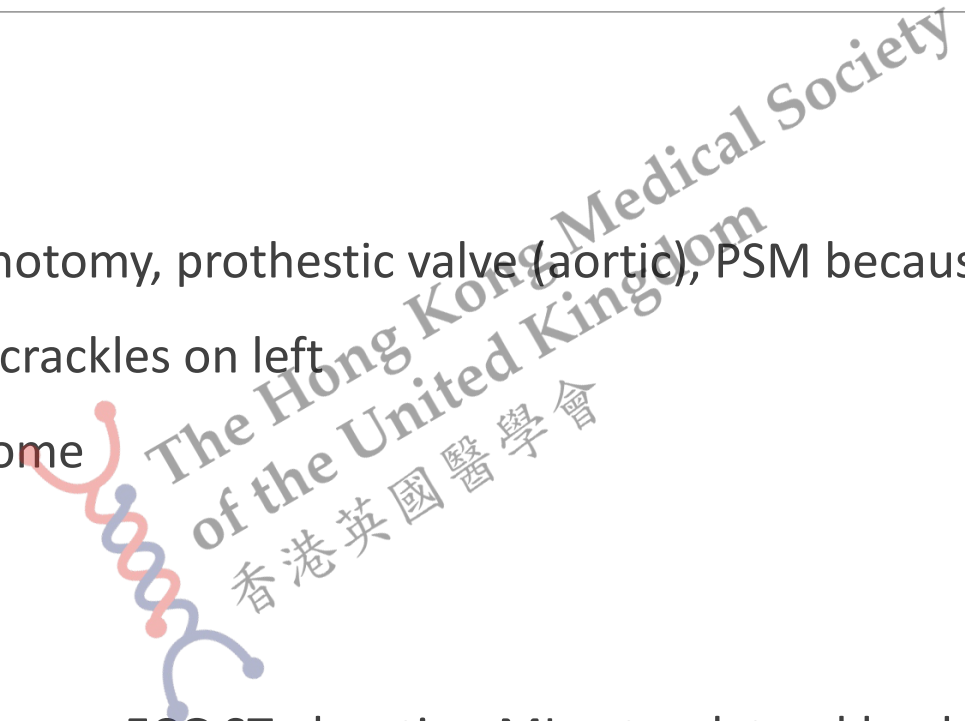 notomy, prothestic valve (aortic), PSM becaus
crackles on left
ome
The Hong Kong Medical Society
of the United Kingdom
香港英國醫學會